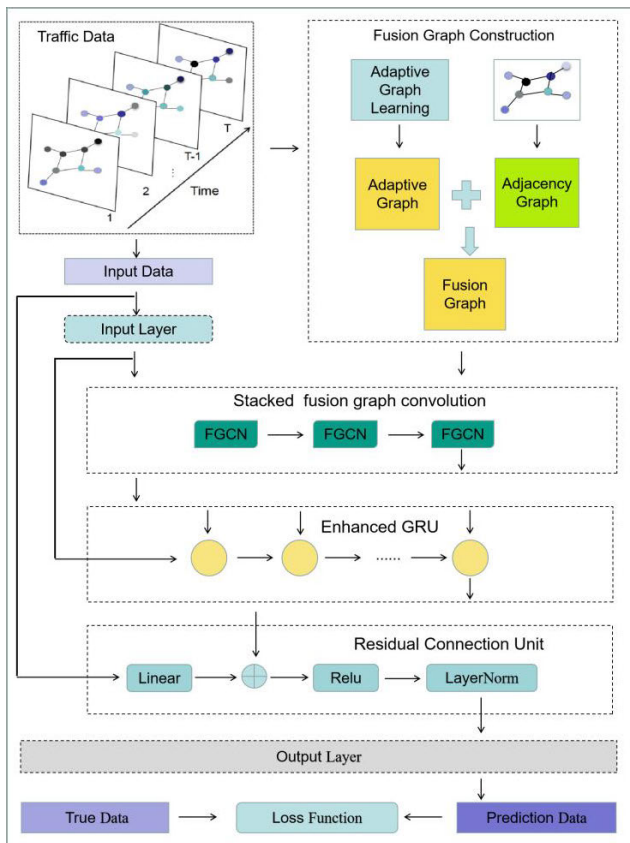 Traffic Data
T
T-1
⋮
2
Time
1
Fusion Graph Construction
Adaptive
Graph
Learning
Adaptive
Graph
Adjacency
Graph
Fusion
Graph
Input Data
Input Layer
Stacked fusion graph convolution
FGCN
FGCN
FGCN
Enhanced GRU
......
Residual Connection Unit
Linear
Relu
LayerNorm
Output Layer
True Data
Loss Function
Prediction Data